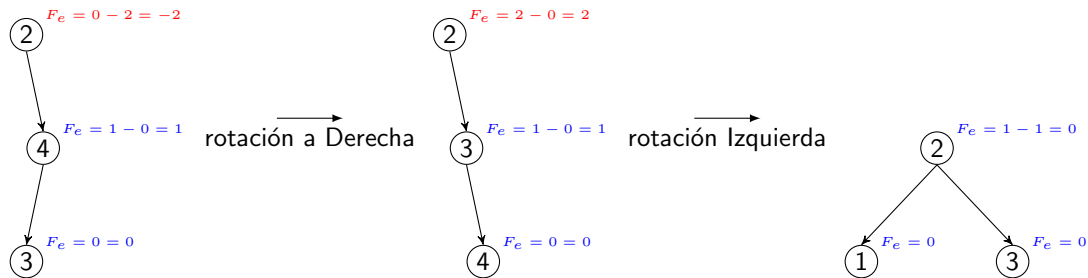 F_e = 0 − 2 = −2
2
F_e = 1 − 0 = 1
4
F_e = 0 = 0
3
rotación a Derecha
F_e = 2 − 0 = 2
2
F_e = 1 − 0 = 1
3
F_e = 0 = 0
4
rotación Izquierda
F_e = 1 − 1 = 0
2
F_e = 0
1
F_e = 0
3